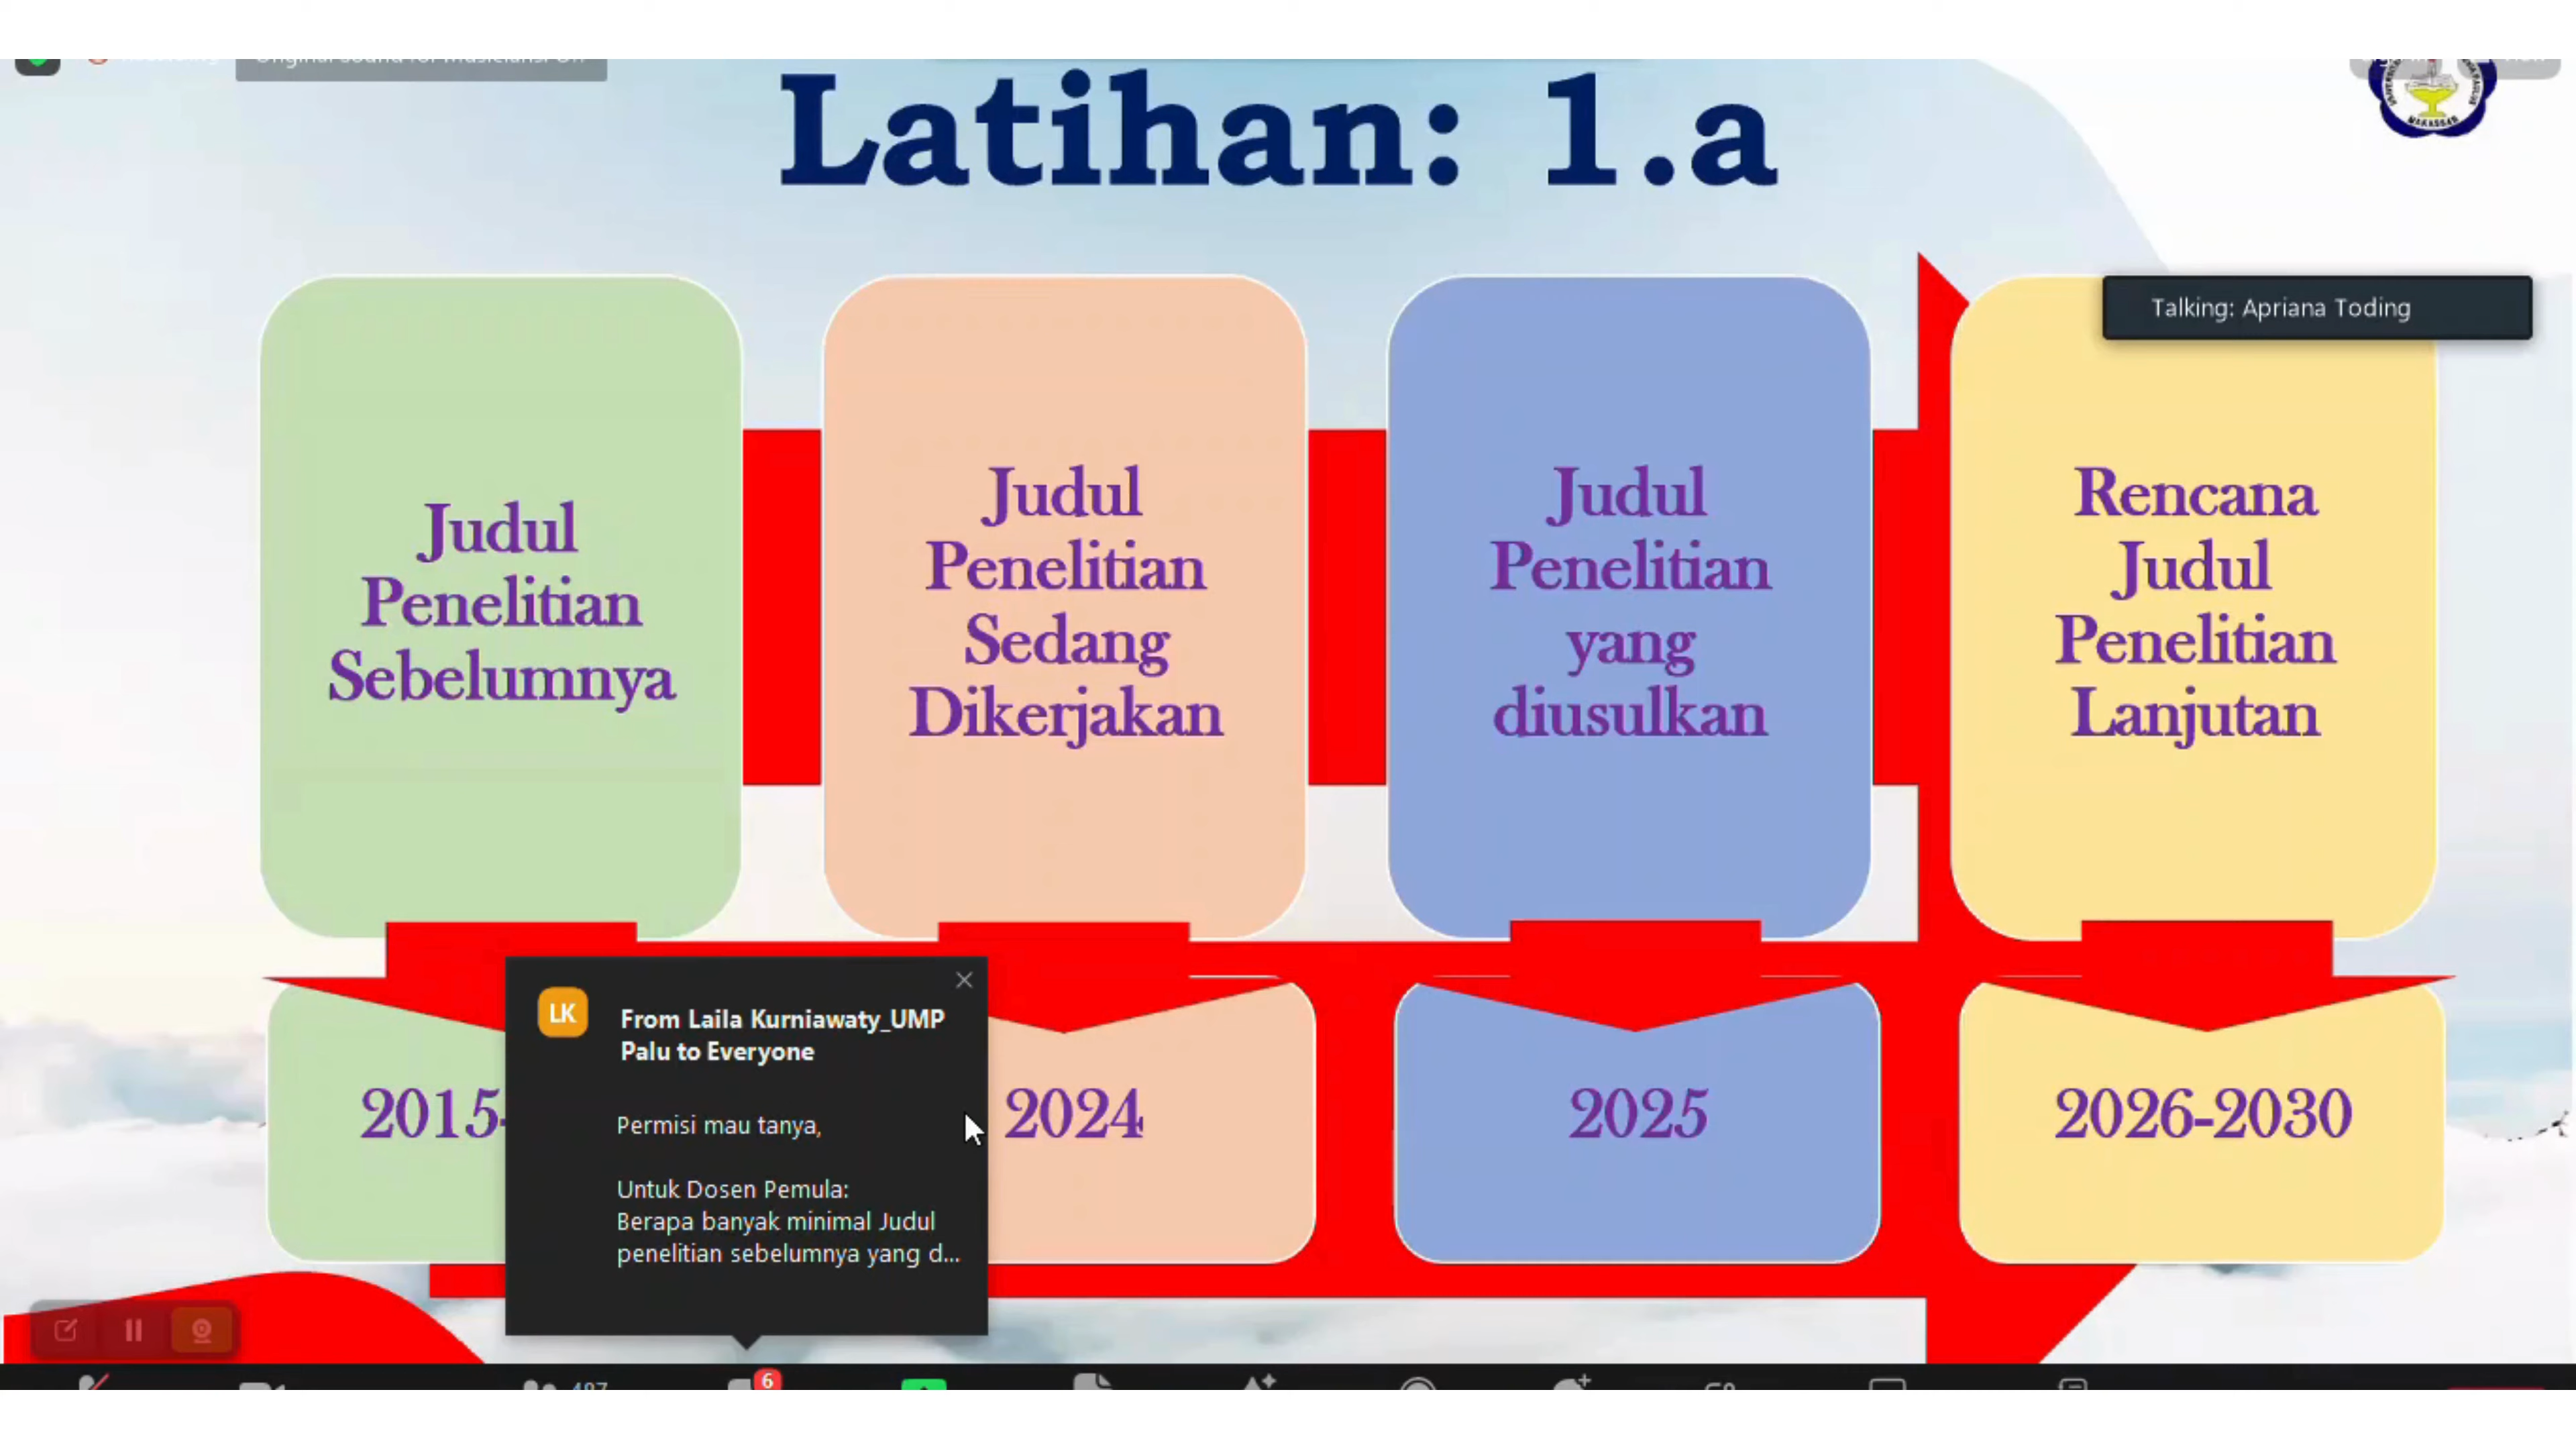 Latihan: 1.a
MAKASSAR
Talking: Apriana Toding
Judul
Penelitian
Sebelumnya
Judul
Penelitian
Sedang
Dikerjakan
Judul
Penelitian
yang
diusulkan
Rencana
Judul
Penelitian
Lanjutan
2015-
2024
2025
2026-2030
LK
From Laila Kurniawaty_UMP
Palu to Everyone
Permisi mau tanya,
Untuk Dosen Pemula:
Berapa banyak minimal Judul
penelitian sebelumnya yang d...
6